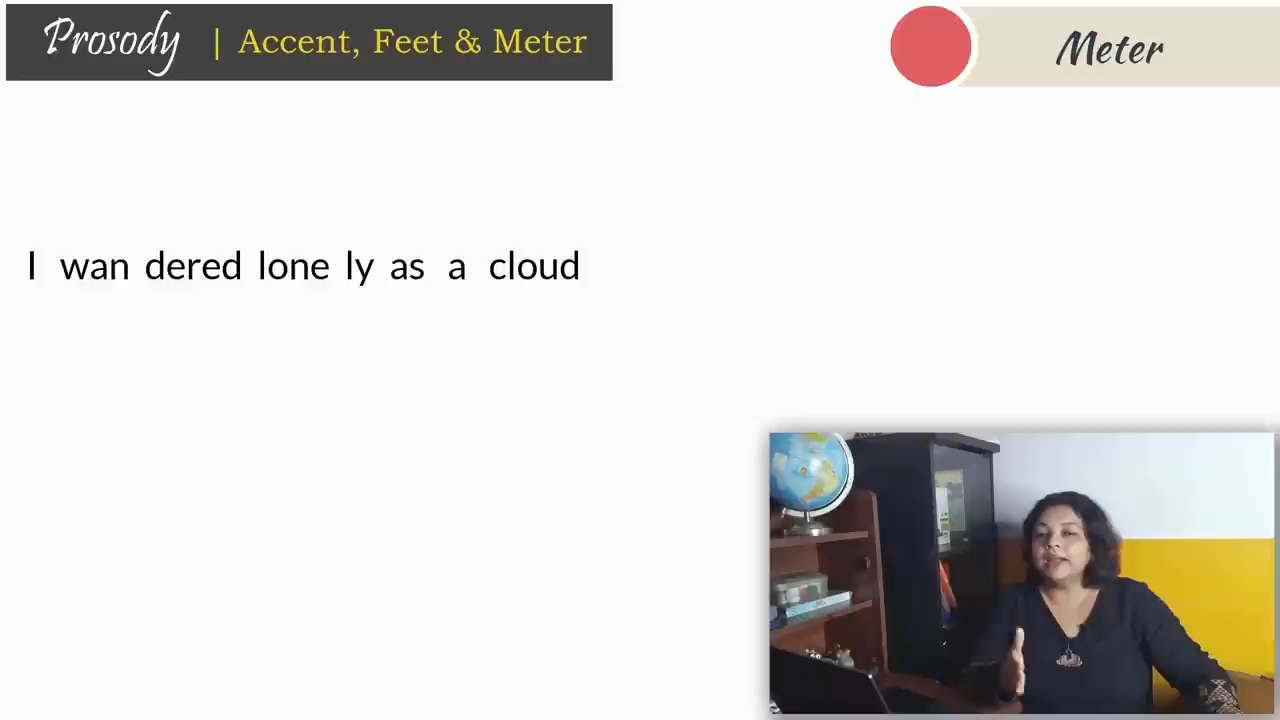 Prosody | Accent, Feet & Meter
Meter
I wan dered lone ly as a cloud